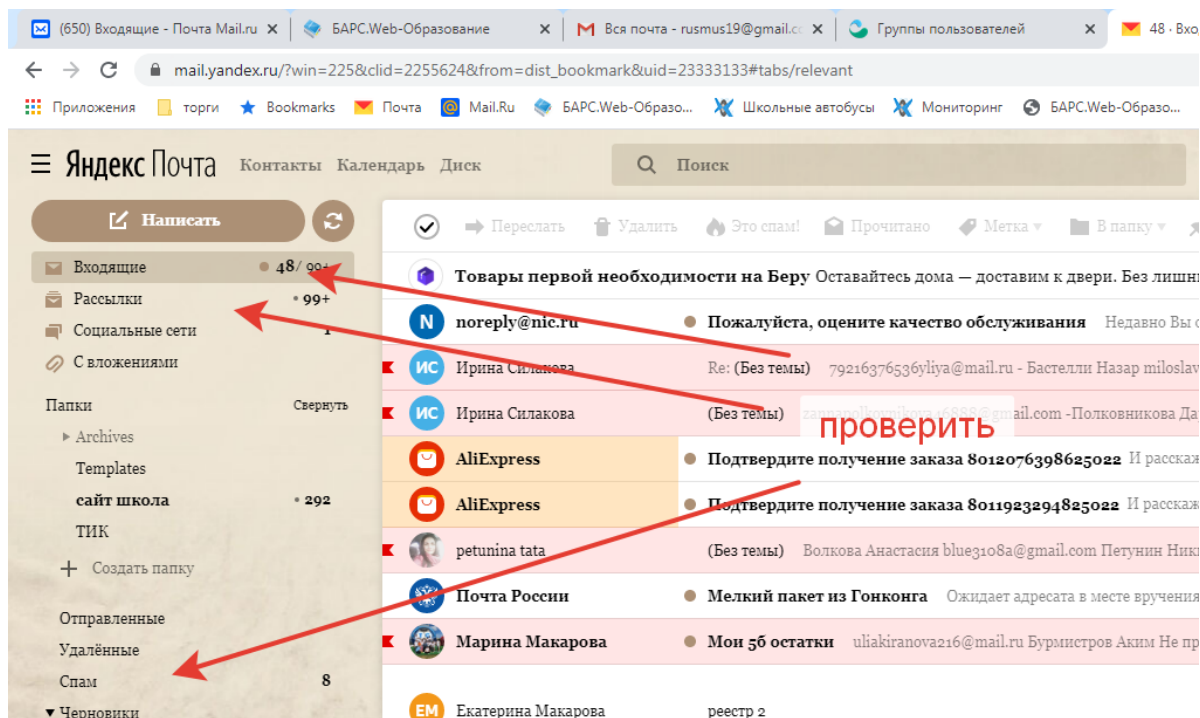 (650) Входящие - Почта Mail.ru
БАРС.Web-Образование
Вся почта - rusmus19@gmail.cc
Группы пользователей
48 · Вхо
mail.yandex.ru/?win=225&clid=2255624&from=dist_bookmark&uid=23333133#tabs/relevant
Приложения торги Bookmarks Почта Mail.Ru БАРС.Web-Образо... Школьные автобусы Мониторинг БАРС.Web-Образо...
Яндекс Почта Контакты Календарь Диск Поиск
Написать
Переслать Удалить Это спам! Прочитано Метка В папку
Входящие 48/ 99+
Рассылки 99+
Социальные сети
С вложениями
Папки Свернуть
Archives
Templates
сайт школа 292
ТИК
Создать папку
Отправленные
Удалённые
Спам 8
Черновики
Товары первой необходимости на Беру Оставайтесь дома — доставим к двери. Без лишн
N noreply@nic.ru Пожалуйста, оцените качество обслуживания Недавно Вы
ИС Ирина Силакова Re: (Без темы) 79216376536yliya@mail.ru - Бастелли Назар miloslav
ИС Ирина Силакова (Без темы) -Полковникова Да
проверить
AliExpress Подтвердите получение заказа 8012076398625022 И расскаж
AliExpress Подтвердите получение заказа 8011923294825022 И расскаж
petunina tata (Без темы) Волкова Анастасия blue3108a@gmail.com Петунин Ник
Почта России Мелкий пакет из Гонконга Ожидает адресата в месте вручения
Марина Макарова Мои 5б остатки uliakiranova216@mail.ru Бурмистров Аким Не пр
ЕМ Екатерина Макарова реестр 2